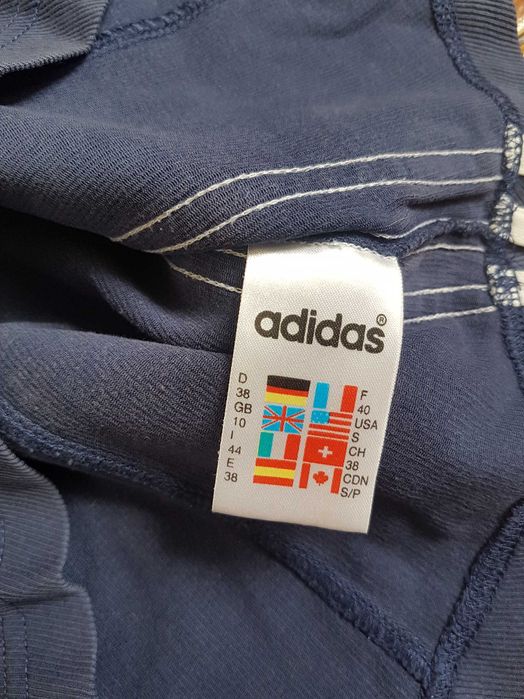 adidas®
D
38
GB
10
I
44
E
38
F
40
USA
S
CH
38
CDN
S/P